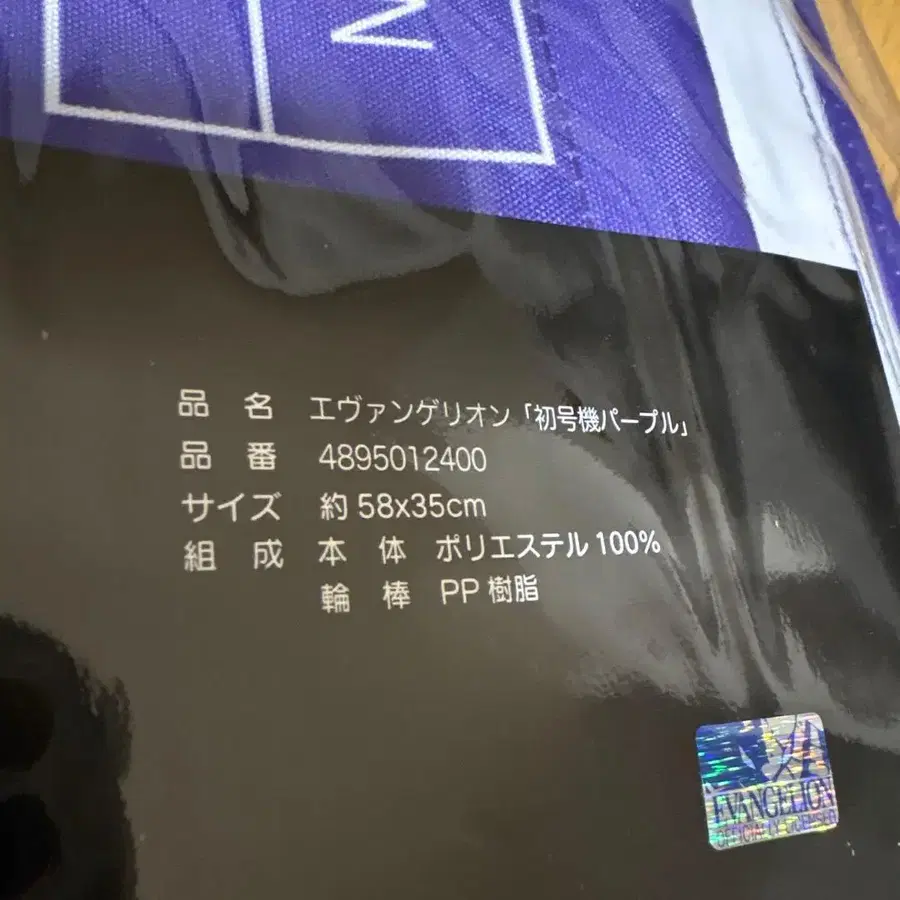 N
品 名 エヴァンゲリオン「初号機パープル」
品 番 4895012400
サイズ 約 58x35cm
組 成 本 体 ポリエステル 100%
輪 棒 PP 樹脂
EVANGELION
OFFICIALLY LICENSED